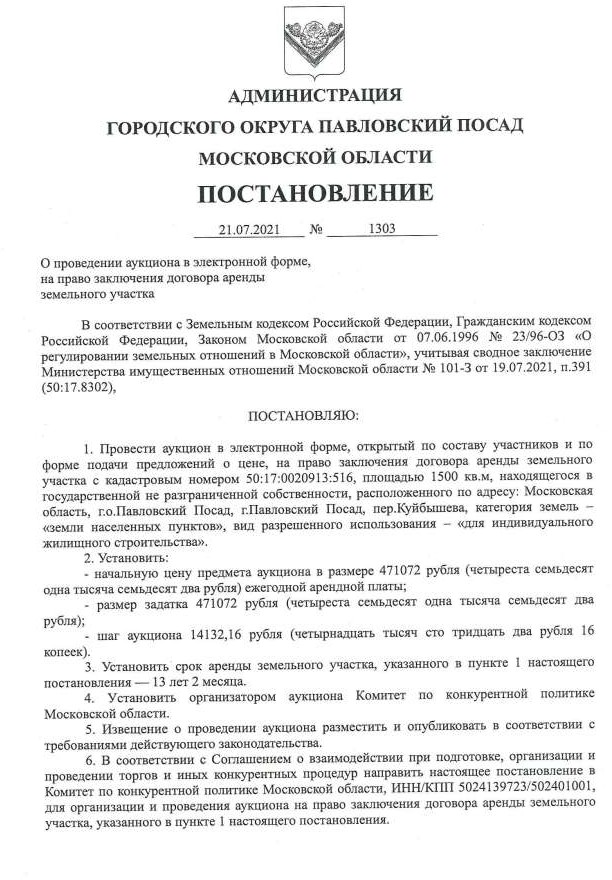 АДМИНИСТРАЦИЯ
ГОРОДСКОГО ОКРУГА ПАВЛОВСКИЙ ПОСАД
МОСКОВСКОЙ ОБЛАСТИ
ПОСТАНОВЛЕНИЕ
21.07.2021 № 1303
О проведении аукциона в электронной форме,
на право заключения договора аренды
земельного участка
В соответствии с Земельным кодексом Российской Федерации, Гражданским кодексом
Российской Федерации, Законом Московской области от 07.06.1996 № 23/96-ОЗ «О
регулировании земельных отношений в Московской области», учитывая сводное заключение
Министерства имущественных отношений Московской области № 101-З от 19.07.2021, п.391
(50:17.8302),
ПОСТАНОВЛЯЮ:
1. Провести аукцион в электронной форме, открытый по составу участников и по
форме подачи предложений о цене, на право заключения договора аренды земельного
участка с кадастровым номером 50:17:0020913:516, площадью 1500 кв.м, находящегося в
государственной не разграниченной собственности, расположенного по адресу: Московская
область, г.о.Павловский Посад, г.Павловский Посад, пер.Куйбышева, категория земель –
«земли населенных пунктов», вид разрешенного использования – «для индивидуального
жилищного строительства».
2. Установить:
- начальную цену предмета аукциона в размере 471072 рубля (четыреста семьдесят
одна тысяча семьдесят два рубля) ежегодной арендной платы;
- размер задатка 471072 рубля (четыреста семьдесят одна тысяча семьдесят два
рубля);
- шаг аукциона 14132,16 рубля (четырнадцать тысяч сто тридцать два рубля 16
копеек).
3. Установить срок аренды земельного участка, указанного в пункте 1 настоящего
постановления — 13 лет 2 месяца.
4. Установить организатором аукциона Комитет по конкурентной политике
Московской области.
5. Извещение о проведении аукциона разместить и опубликовать в соответствии с
требованиями действующего законодательства.
6. В соответствии с Соглашением о взаимодействии при подготовке, организации и
проведении торгов и иных конкурентных процедур направить настоящее постановление в
Комитет по конкурентной политике Московской области, ИНН/КПП 5024139723/502401001,
для организации и проведения аукциона на право заключения договора аренды земельного
участка, указанного в пункте 1 настоящего постановления.